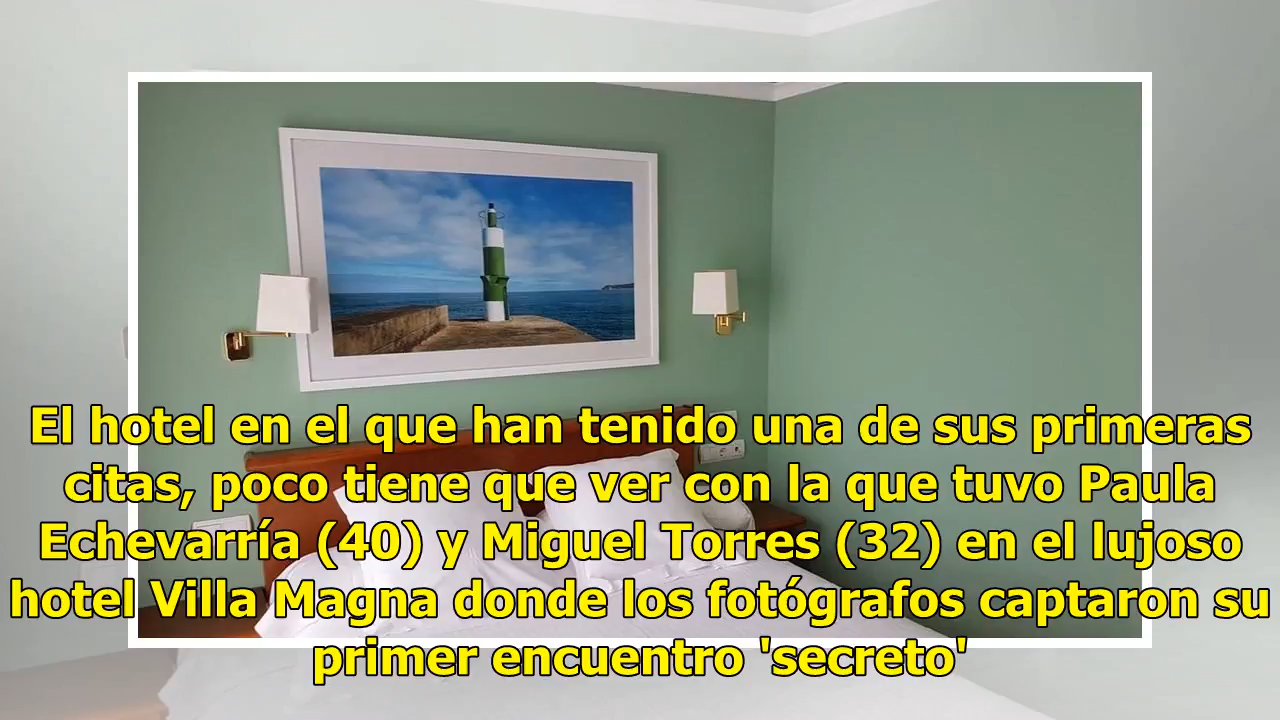 El hotel en el que han tenido una de sus primeras
citas, poco tiene que ver con la que tuvo Paula
Echevarría (40) y Miguel Torres (32) en el lujoso
hotel Villa Magna donde los fotógrafos captaron su
primer encuentro 'secreto'